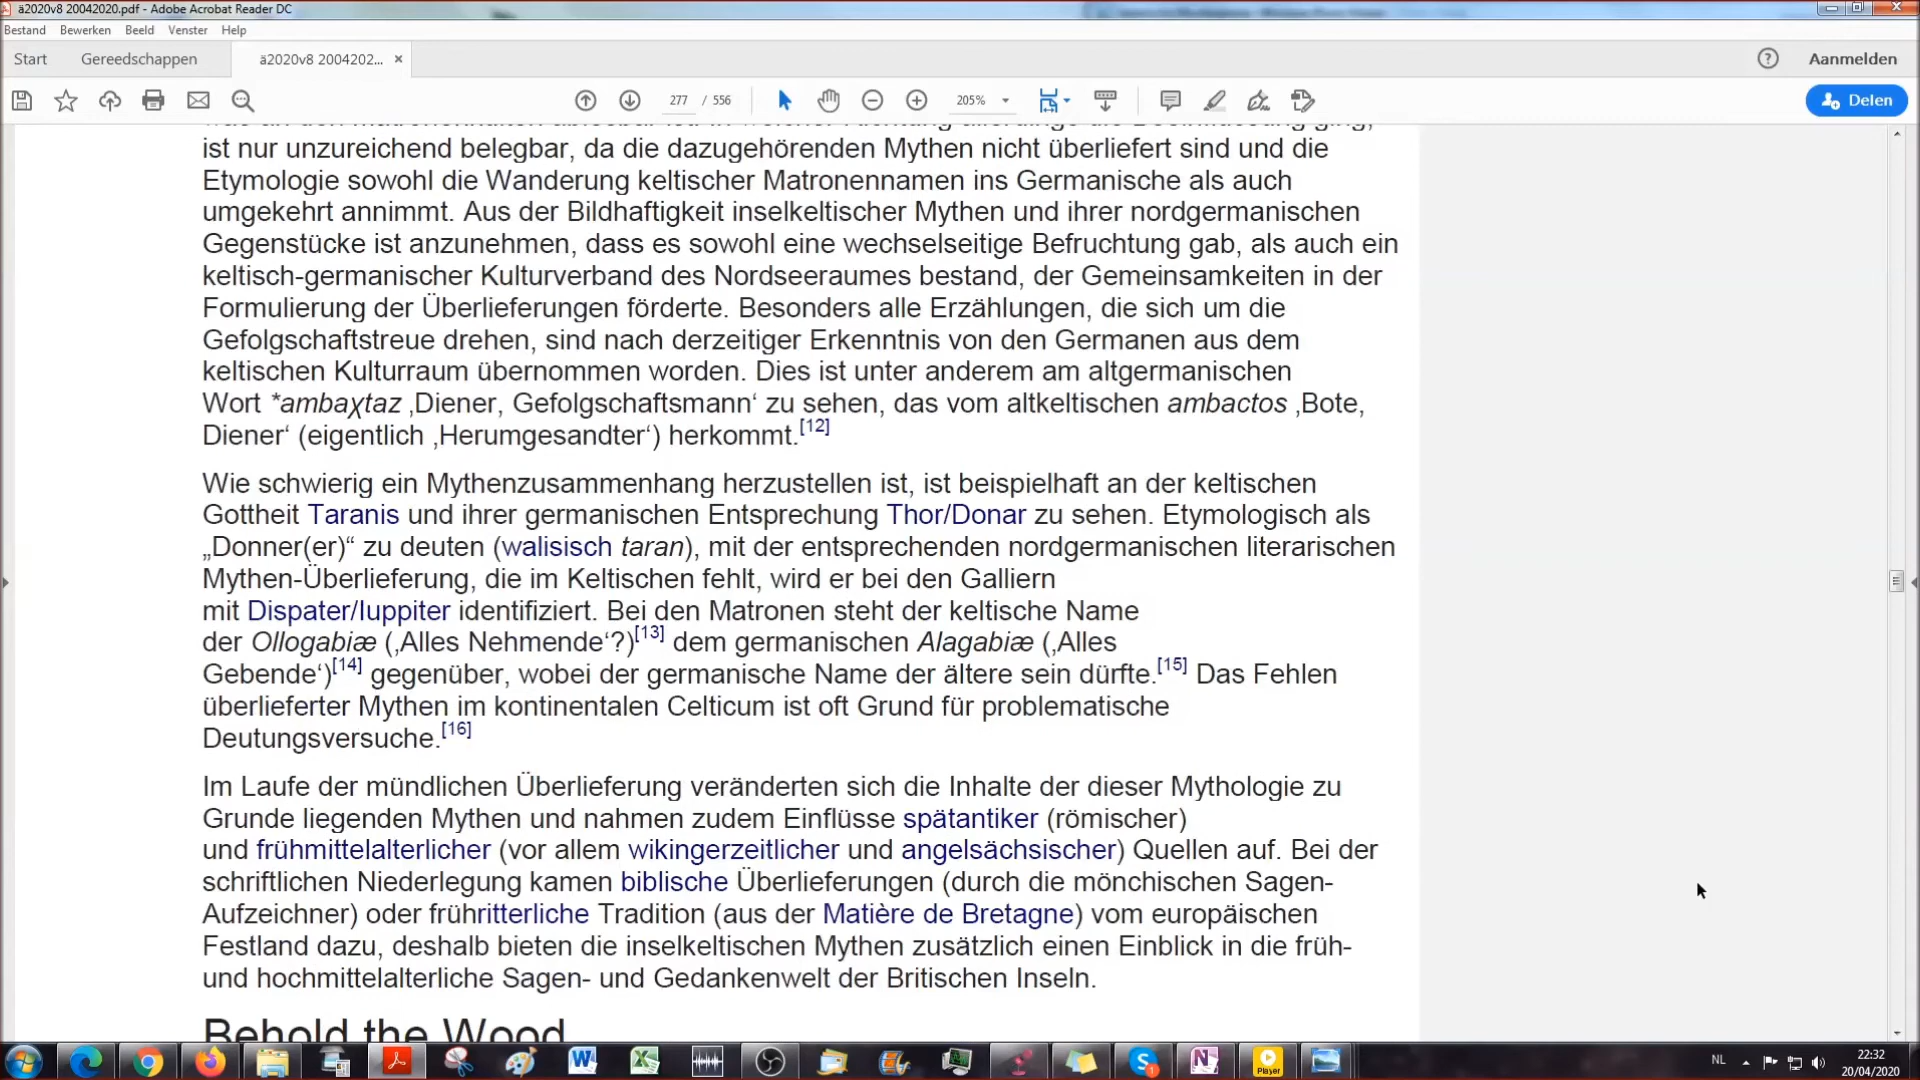 ä2020v8 20042020.pdf - Adobe Acrobat Reader DC
Bestand Bewerken Beeld Venster Help
Start Gereedschappen ä2020v8 2004202... × Aanmelden
277 / 556 205% Delen
ist nur unzureichend belegbar, da die dazugehörenden Mythen nicht überliefert sind und die
Etymologie sowohl die Wanderung keltischer Matronennamen ins Germanische als auch
umgekehrt annimmt. Aus der Bildhaftigkeit inselkeltischer Mythen und ihrer nordgermanischen
Gegenstücke ist anzunehmen, dass es sowohl eine wechselseitige Befruchtung gab, als auch ein
keltisch-germanischer Kulturverband des Nordseeraumes bestand, der Gemeinsamkeiten in der
Formulierung der Überlieferungen förderte. Besonders alle Erzählungen, die sich um die
Gefolgschaftstreue drehen, sind nach derzeitiger Erkenntnis von den Germanen aus dem
keltischen Kulturraum übernommen worden. Dies ist unter anderem am altgermanischen
Wort *ambaχtaz ‚Diener, Gefolgschaftsmann‘ zu sehen, das vom altkeltischen ambactos ‚Bote,
Diener‘ (eigentlich ‚Herumgesandter‘) herkommt.[12]
Wie schwierig ein Mythenzusammenhang herzustellen ist, ist beispielhaft an der keltischen
Gottheit Taranis und ihrer germanischen Entsprechung Thor/Donar zu sehen. Etymologisch als
„Donner(er)“ zu deuten (walisisch taran), mit der entsprechenden nordgermanischen literarischen
Mythen-Überlieferung, die im Keltischen fehlt, wird er bei den Galliern
mit Dispater/Iuppiter identifiziert. Bei den Matronen steht der keltische Name
der Ollogabiæ (‚Alles Nehmende‘?)[13] dem germanischen Alagabiæ (‚Alles
Gebende‘)[14] gegenüber, wobei der germanische Name der ältere sein dürfte.[15] Das Fehlen
überlieferter Mythen im kontinentalen Celticum ist oft Grund für problematische
Deutungsversuche.[16]
Im Laufe der mündlichen Überlieferung veränderten sich die Inhalte der dieser Mythologie zu
Grunde liegenden Mythen und nahmen zudem Einflüsse spätantiker (römischer)
und frühmittelalterlicher (vor allem wikingerzeitlicher und angelsächsischer) Quellen auf. Bei der
schriftlichen Niederlegung kamen biblische Überlieferungen (durch die mönchischen Sagen-
Aufzeichner) oder frühritterliche Tradition (aus der Matière de Bretagne) vom europäischen
Festland dazu, deshalb bieten die inselkeltischen Mythen zusätzlich einen Einblick in die früh-
und hochmittelalterliche Sagen- und Gedankenwelt der Britischen Inseln.
Behold the Wood
NL 22:32
20/04/2020
Player